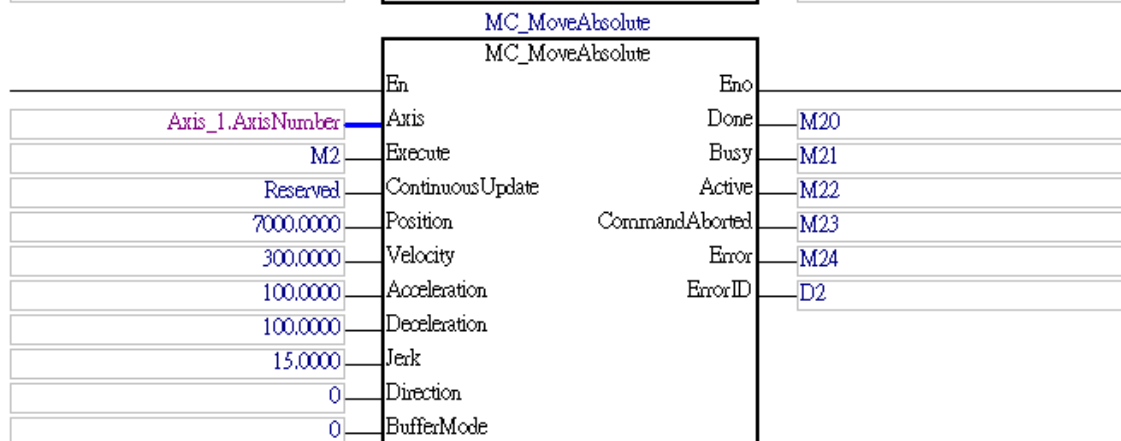 MC_MoveAbsolute
MC_MoveAbsolute
En Eno
Axis_1.AxisNumber Axis Done M20
M2 Execute Busy M21
Reserved ContinuousUpdate Active M22
7000.0000 Position CommandAborted M23
300.0000 Velocity Error M24
100.0000 Acceleration ErrorID D2
100.0000 Deceleration
15.0000 Jerk
0 Direction
0 BufferMode